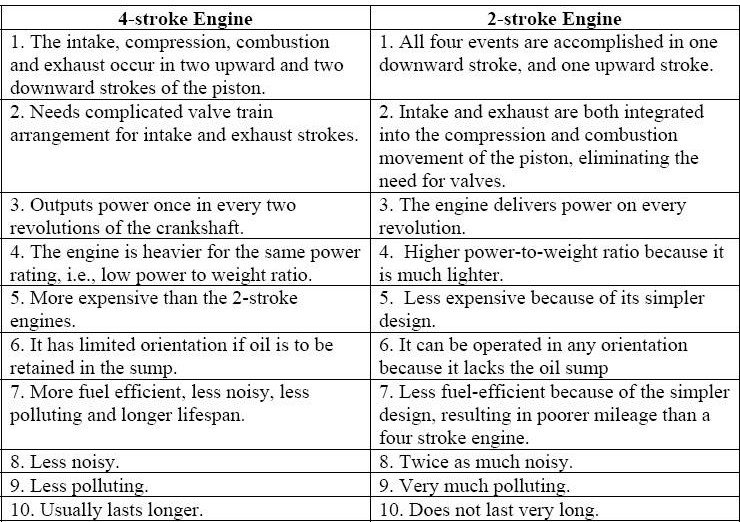 4-stroke Engine
2-stroke Engine
1. The intake, compression, combustion
and exhaust occur in two upward and two
downward strokes of the piston.
1. All four events are accomplished in one
downward stroke, and one upward stroke.
2. Needs complicated valve train
arrangement for intake and exhaust strokes.
2. Intake and exhaust are both integrated
into the compression and combustion
movement of the piston, eliminating the
need for valves.
3. Outputs power once in every two
revolutions of the crankshaft.
3. The engine delivers power on every
revolution.
4. The engine is heavier for the same power
rating, i.e., low power to weight ratio.
4. Higher power-to-weight ratio because it
is much lighter.
5. More expensive than the 2-stroke
engines.
5. Less expensive because of its simpler
design.
6. It has limited orientation if oil is to be
retained in the sump.
6. It can be operated in any orientation
because it lacks the oil sump
7. More fuel efficient, less noisy, less
polluting and longer lifespan.
7. Less fuel-efficient because of the simpler
design, resulting in poorer mileage than a
four stroke engine.
8. Less noisy.
8. Twice as much noisy.
9. Less polluting.
9. Very much polluting.
10. Usually lasts longer.
10. Does not last very long.